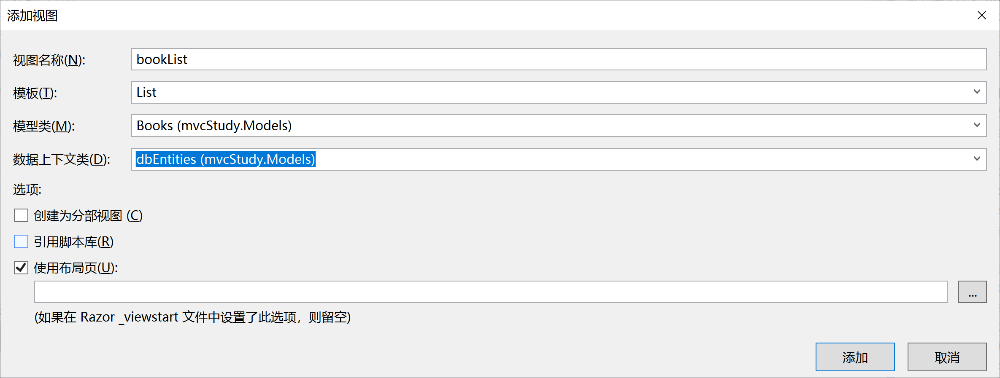 添加视图
视图名称(N): bookList
模板(T): List
模型类(M): Books (mvcStudy.Models)
数据上下文类(D): dbEntities (mvcStudy.Models)
选项:
创建为分部视图 (C)
引用脚本库(R)
使用布局页(U):
...
(如果在 Razor _viewstart 文件中设置了此选项，则留空)
添加 取消